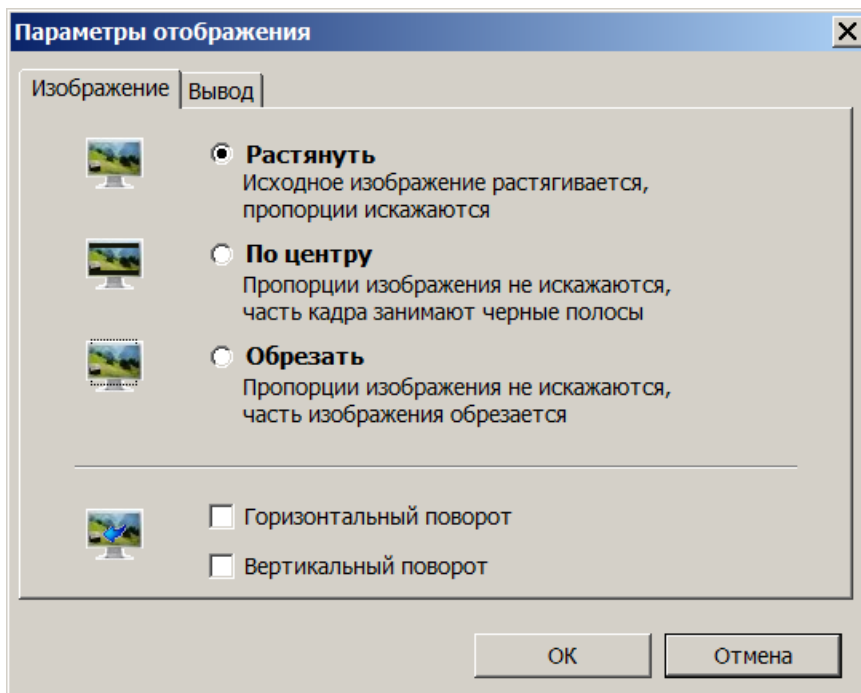 Параметры отображения
Изображение
Вывод
Растянуть
Исходное изображение растягивается,
пропорции искажаются
По центру
Пропорции изображения не искажаются,
часть кадра занимают черные полосы
Обрезать
Пропорции изображения не искажаются,
часть изображения обрезается
Горизонтальный поворот
Вертикальный поворот
ОК
Отмена